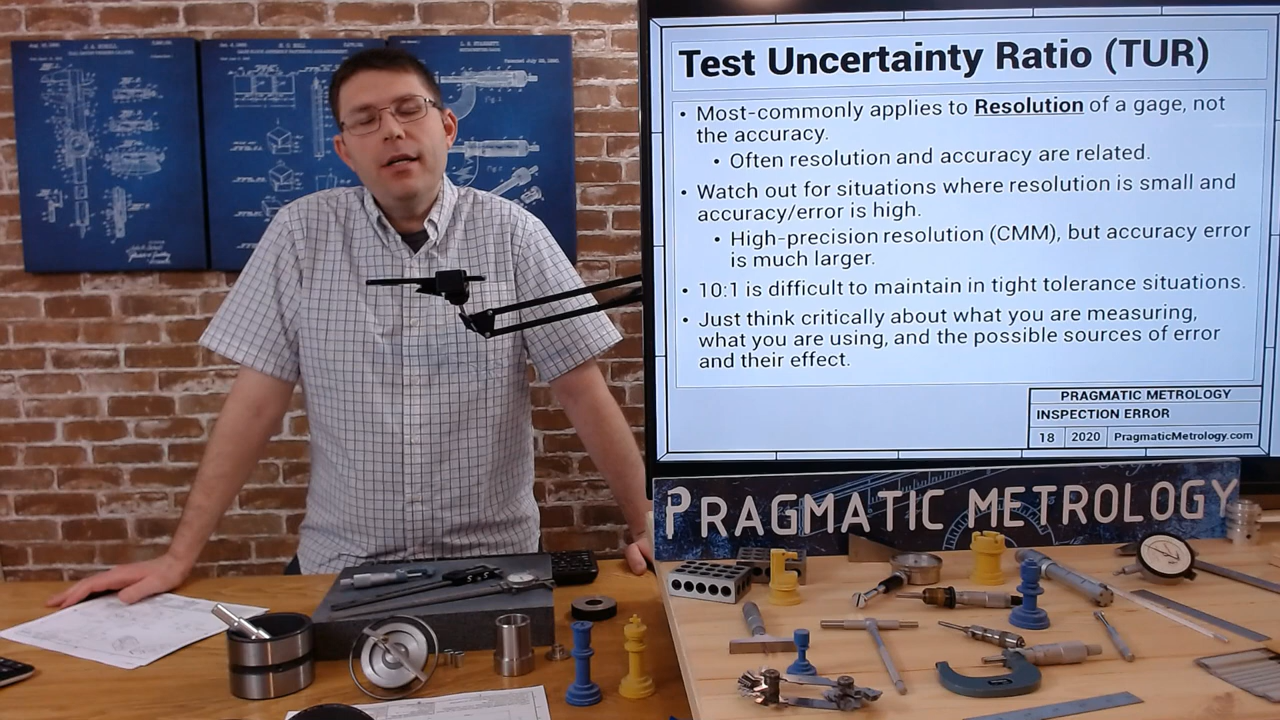 Test Uncertainty Ratio (TUR)
• Most-commonly applies to Resolution of a gage, not
the accuracy.
• Often resolution and accuracy are related.
• Watch out for situations where resolution is small and
accuracy/error is high.
• High-precision resolution (CMM), but accuracy error
is much larger.
• 10:1 is difficult to maintain in tight tolerance situations.
• Just think critically about what you are measuring,
what you are using, and the possible sources of error
and their effect.
PRAGMATIC METROLOGY
INSPECTION ERROR
18 2020 PragmaticMetrology.com
PRAGMATIC METROLOGY